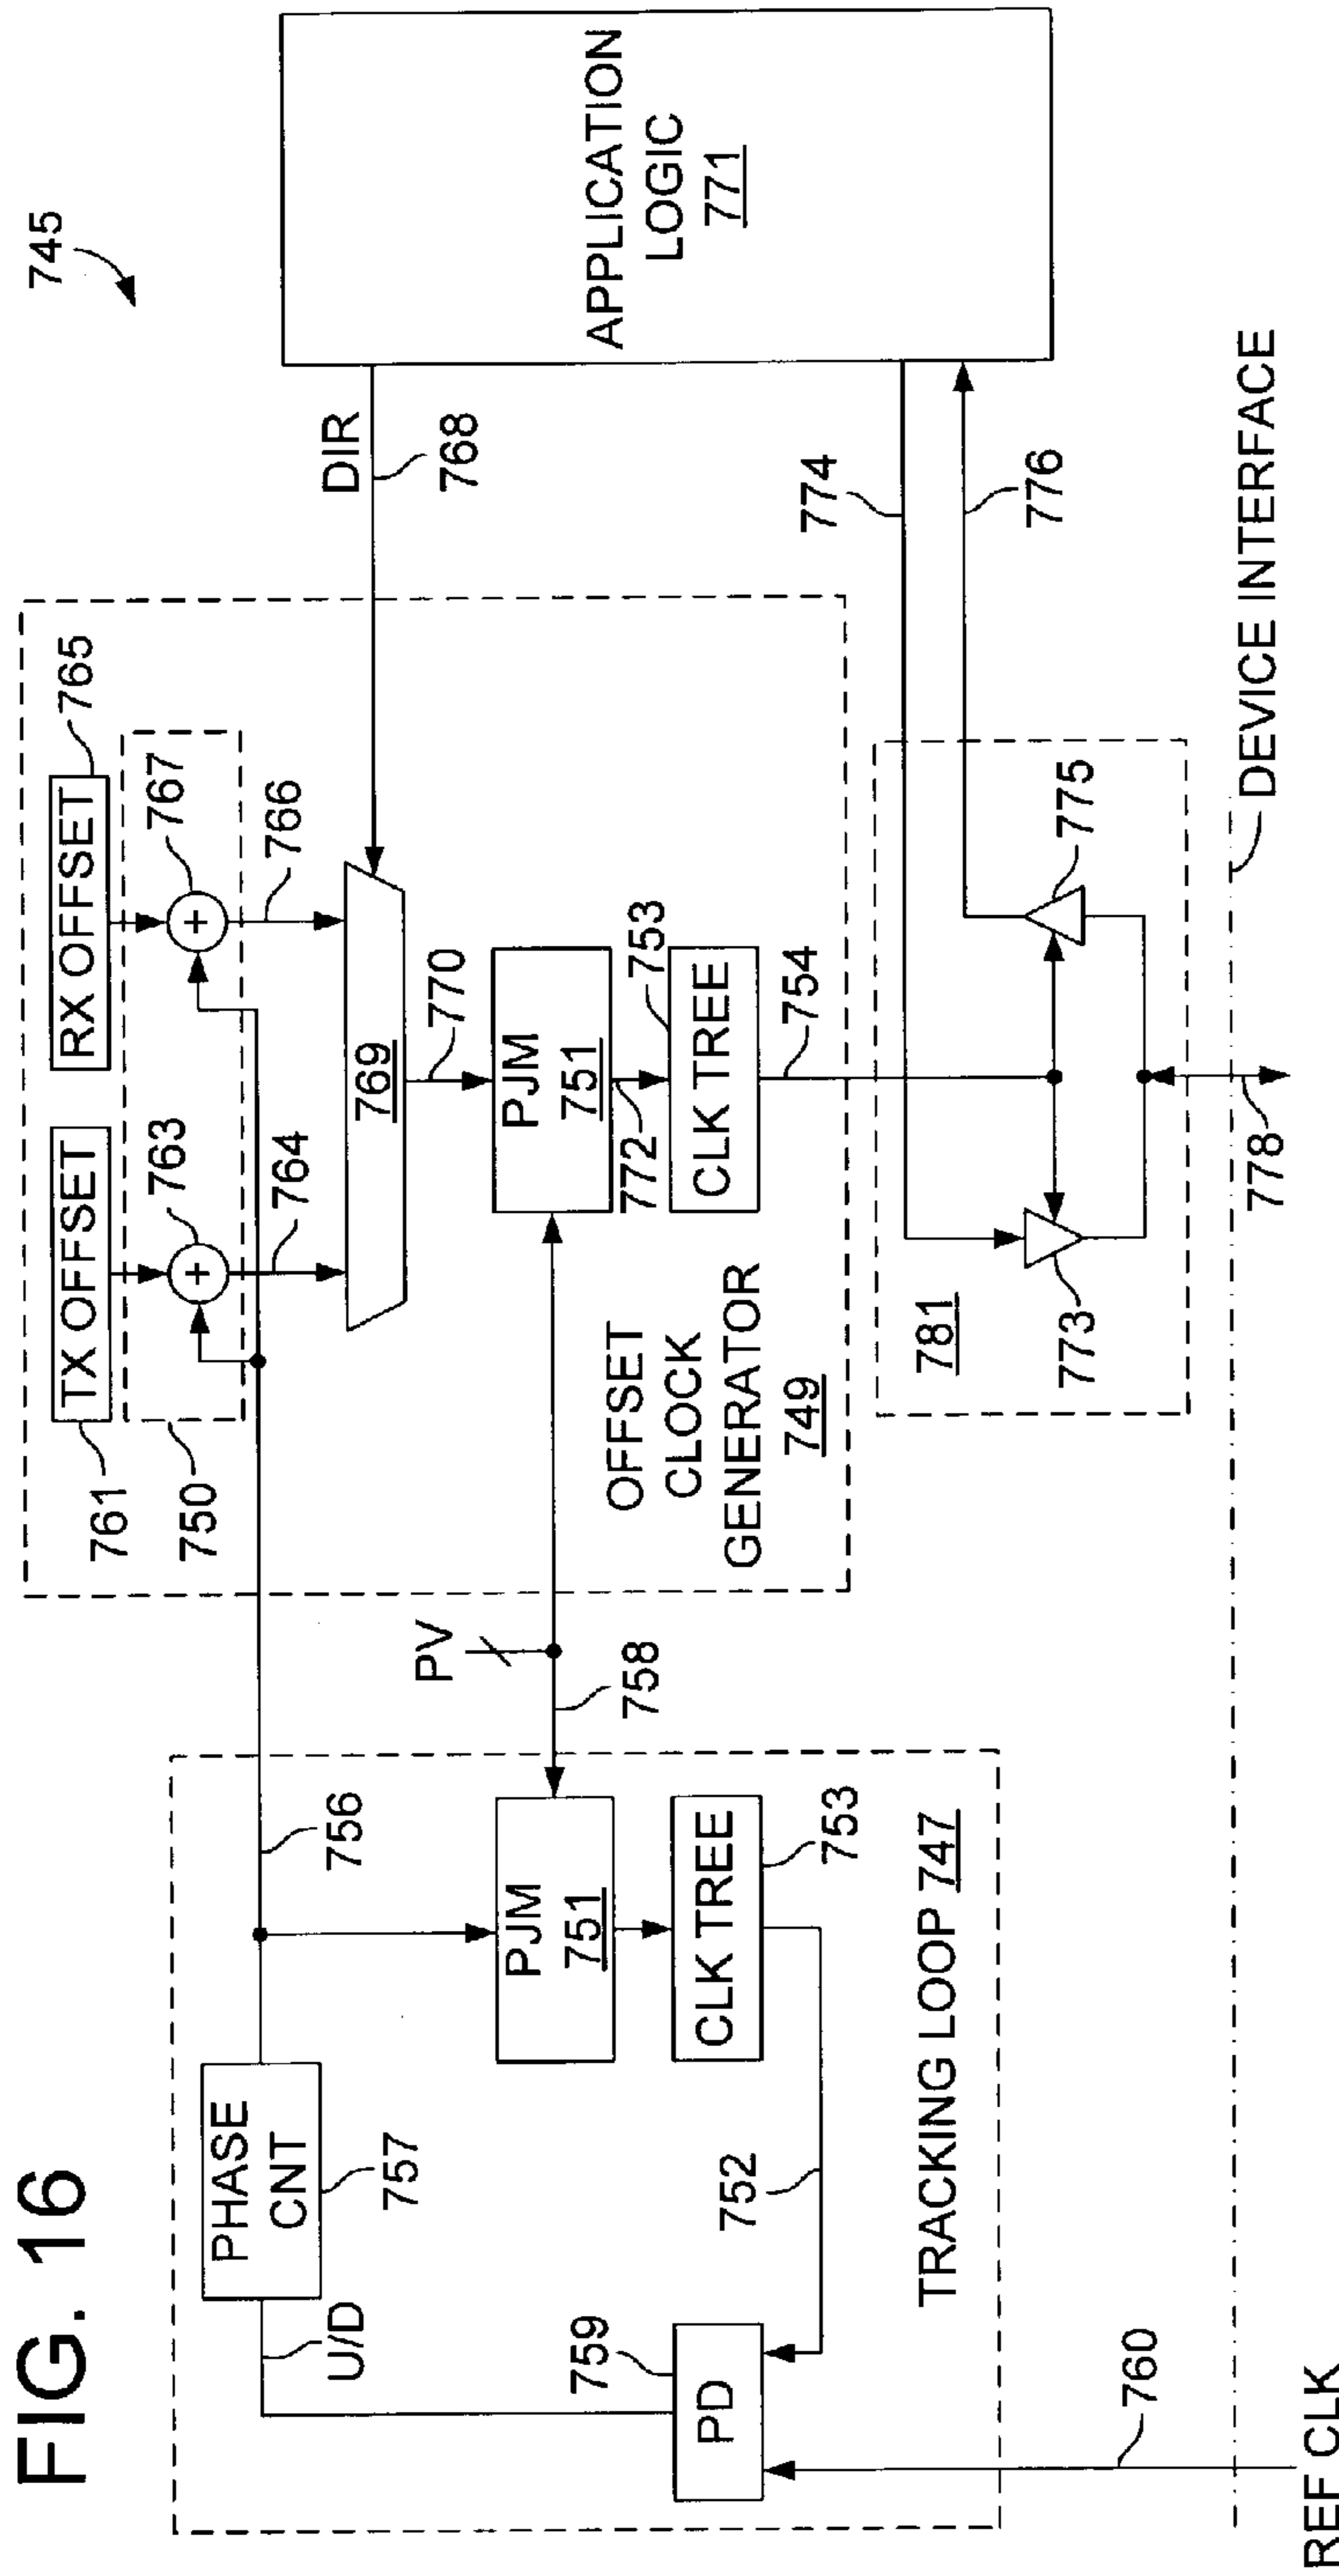 FIG. 16
745
TX OFFSET
761
RX OFFSET
765
750
763
+
767
+
764
766
756
PHASE
CNT
757
U/D
PV
758
DIR
768
769
770
PJM
751
PJM
751
772
753
CLK TREE
CLK TREE
753
754
752
759
PD
OFFSET
CLOCK
GENERATOR
749
TRACKING LOOP 747
APPLICATION
LOGIC
771
774
776
781
773
775
778
760
DEVICE INTERFACE
REF CLK